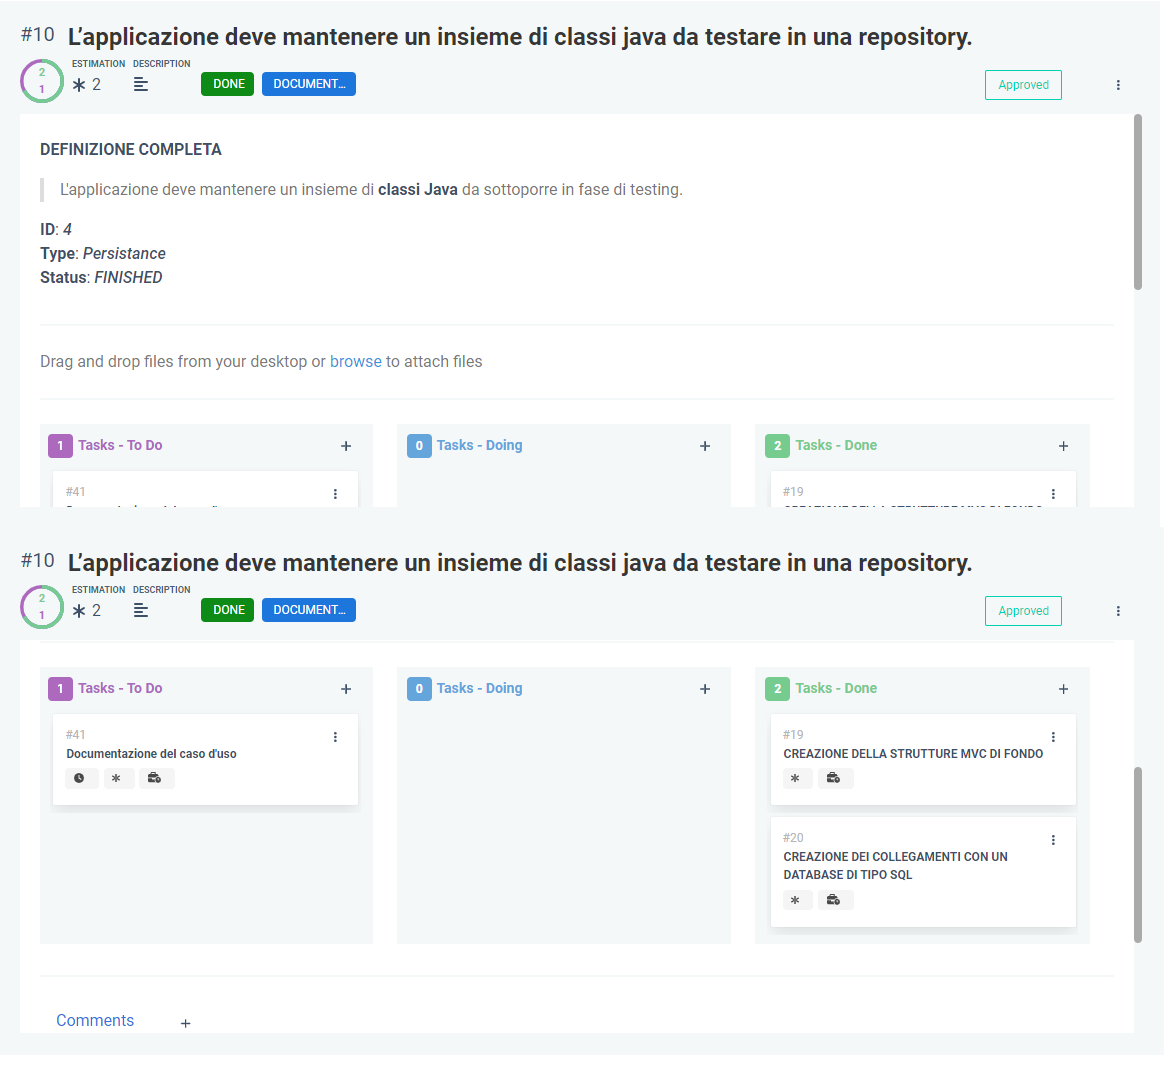 #10 L’applicazione deve mantenere un insieme di classi java da testare in una repository.
ESTIMATION DESCRIPTION
2
1
2
DONE DOCUMENT...
Approved
DEFINIZIONE COMPLETA
L'applicazione deve mantenere un insieme di classi Java da sottoporre in fase di testing.
ID: 4
Type: Persistance
Status: FINISHED
Drag and drop files from your desktop or browse to attach files
1 Tasks - To Do +
0 Tasks - Doing +
2 Tasks - Done +
#41
#19
#10 L’applicazione deve mantenere un insieme di classi java da testare in una repository.
ESTIMATION DESCRIPTION
2
1
2
DONE DOCUMENT...
Approved
1 Tasks - To Do +
0 Tasks - Doing +
2 Tasks - Done +
#41
Documentazione del caso d'uso
#19
CREAZIONE DELLA STRUTTURE MVC DI FONDO
#20
CREAZIONE DEI COLLEGAMENTI CON UN
DATABASE DI TIPO SQL
Comments +